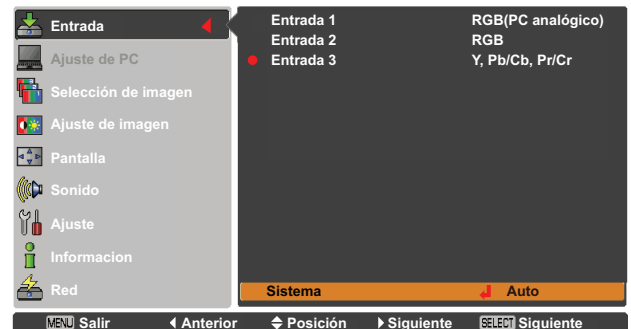 Entrada
Ajuste de PC
Selección de imagen
Ajuste de imagen
Pantalla
Sonido
Ajuste
Informacion
Red
Entrada 1 RGB(PC analógico)
Entrada 2 RGB
Entrada 3 Y, Pb/Cb, Pr/Cr
Sistema Auto
MENU Salir Anterior Posición Siguiente SELECT Siguiente